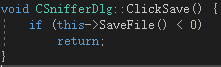 void CSnifferDlg::ClickSave() {
    if (this->SaveFile() < 0)
        return;
}